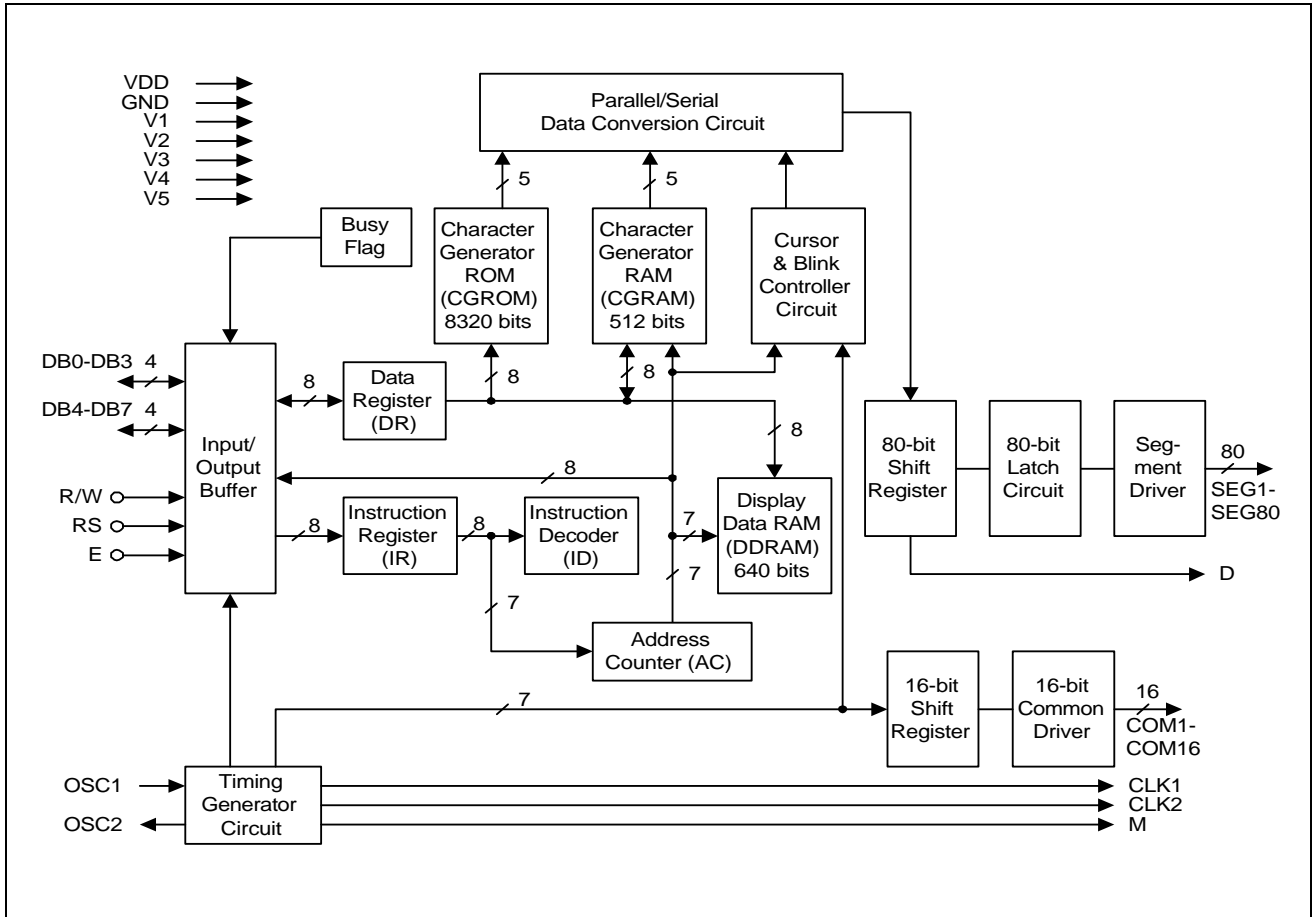 VDD
GND
V1
V2
V3
V4
V5
Parallel/Serial
Data Conversion Circuit
5
5
Busy
Flag
Character
Generator
ROM
(CGROM)
8320 bits
Character
Generator
RAM
(CGRAM)
512 bits
Cursor
& Blink
Controller
Circuit
DB0-DB3 4
DB4-DB7 4
R/W
RS
E
Input/
Output
Buffer
8
Data
Register
(DR)
8
8
8
8
8
Instruction
Register
(IR)
8
Instruction
Decoder
(ID)
7
Display
Data RAM
(DDRAM)
640 bits
7
7
Address
Counter (AC)
80-bit
Shift
Register
80-bit
Latch
Circuit
Seg-
ment
Driver
80
SEG1-
SEG80
D
7
16-bit
Shift
Register
16-bit
Common
Driver
16
COM1-
COM16
OSC1
OSC2
Timing
Generator
Circuit
CLK1
CLK2
M